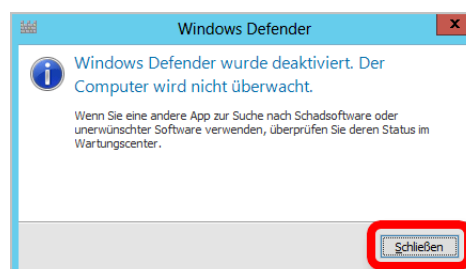 Windows Defender
Windows Defender wurde deaktiviert. Der
Computer wird nicht überwacht.
Wenn Sie eine andere App zur Suche nach Schadsoftware oder
unerwünschter Software verwenden, überprüfen Sie deren Status im
Wartungscenter.
Schließen